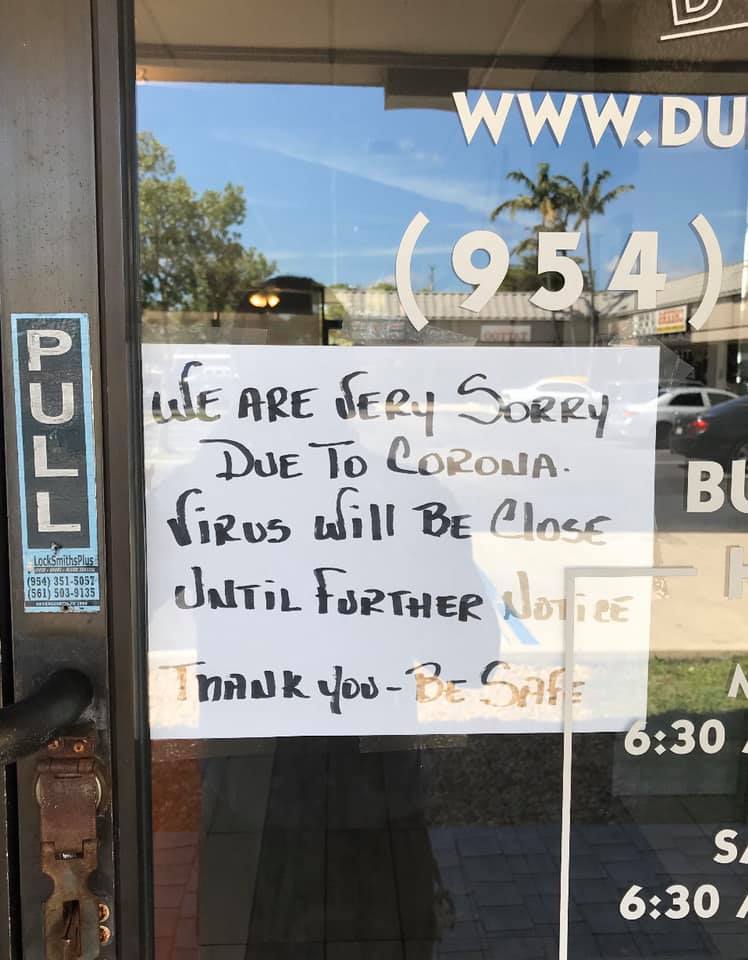 WWW.DU
(954)
PULL
LockSmithsPlus
(954) 351-5057
(561) 503-9135
WE ARE VERY SORRY
DUE TO CORONA.
VIRUS Will BE Close
UNTIL FURTHER NOTICE
THANK YOU - BE SAFE
BU
H
M
6:30 A
SA
6:30 A